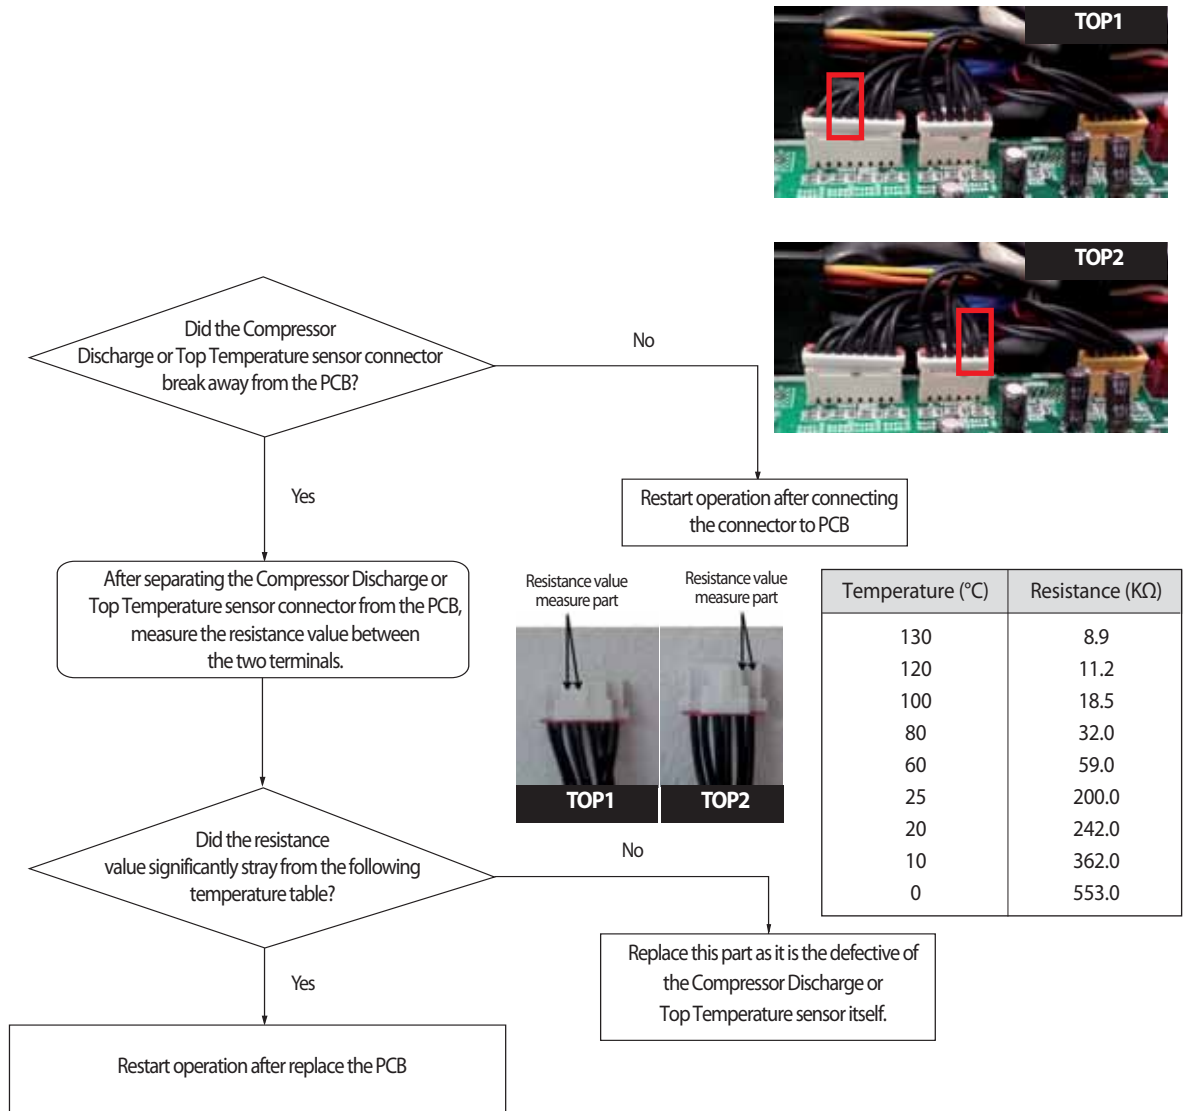 TOP1
TOP2
Did the Compressor
Discharge or Top Temperature sensor connector
break away from the PCB?
No
Yes
Restart operation after connecting
the connector to PCB
After separating the Compressor Discharge or
Top Temperature sensor connector from the PCB,
measure the resistance value between
the two terminals.
Resistance value
measure part
Resistance value
measure part
TOP1
TOP2
Temperature (°C) Resistance (KΩ)
130 8.9
120 11.2
100 18.5
80 32.0
60 59.0
25 200.0
20 242.0
10 362.0
0 553.0
Did the resistance
value significantly stray from the following
temperature table?
No
Yes
Replace this part as it is the defective of
the Compressor Discharge or
Top Temperature sensor itself.
Restart operation after replace the PCB